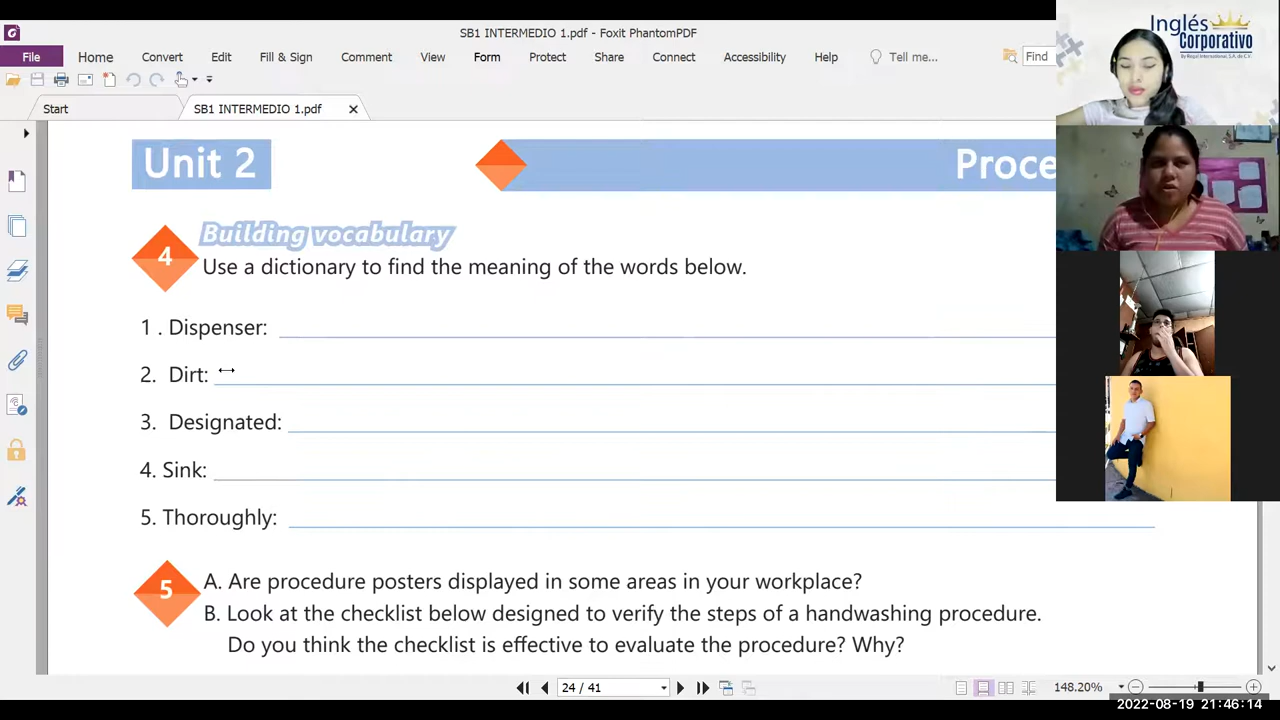 SB1 INTERMEDIO 1.pdf - Foxit PhantomPDF
File Home Convert Edit Fill & Sign Comment View Form Protect Share Connect Accessibility Help Tell me... Find
Start SB1 INTERMEDIO 1.pdf
Inglés
Corporativo
By Regal International, S.A. de C.V.
Unit 2
Proce
4 Building vocabulary
Use a dictionary to find the meaning of the words below.
1 . Dispenser:
2. Dirt:
3. Designated:
4. Sink:
5. Thoroughly:
5 A. Are procedure posters displayed in some areas in your workplace?
B. Look at the checklist below designed to verify the steps of a handwashing procedure.
Do you think the checklist is effective to evaluate the procedure? Why?
24 / 41
148.20%
2022-08-19 21:46:14